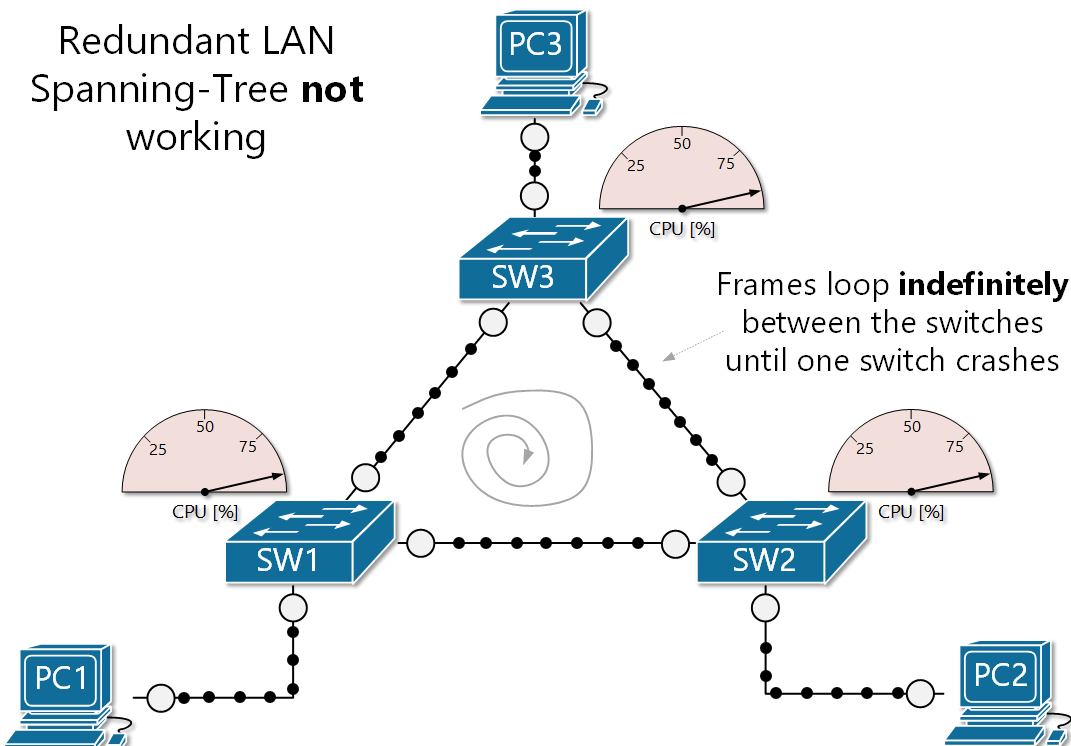 Redundant LAN
Spanning-Tree not
working
PC3
50
25
75
CPU [%]
SW3
Frames loop indefinitely
between the switches
until one switch crashes
50
25
75
CPU [%]
50
25
75
CPU [%]
SW1
SW2
PC1
PC2